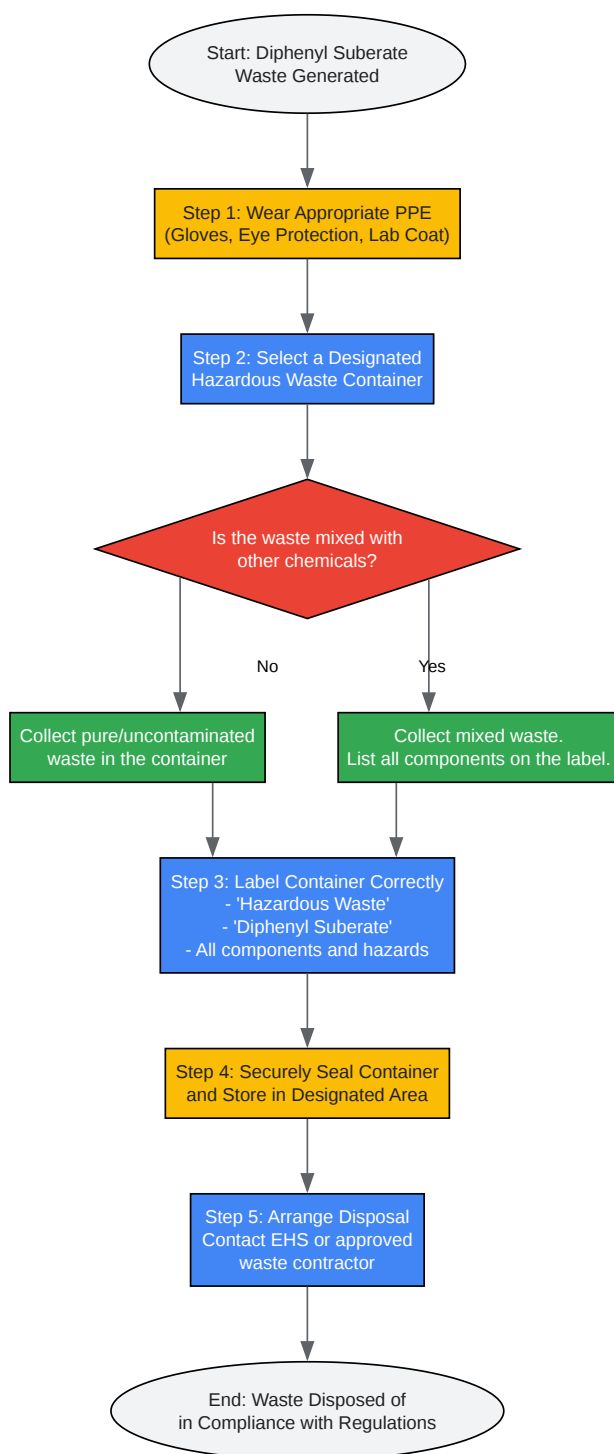 Start: Diphenyl Suberate
Waste Generated
Step 1: Wear Appropriate PPE
(Gloves, Eye Protection, Lab Coat)
Step 2: Select a Designated
Hazardous Waste Container
Is the waste mixed with
other chemicals?
No
Yes
Collect pure/uncontaminated
waste in the container
Collect mixed waste.
List all components on the label.
Step 3: Label Container Correctly
- 'Hazardous Waste'
- 'Diphenyl Suberate'
- All components and hazards
Step 4: Securely Seal Container
and Store in Designated Area
Step 5: Arrange Disposal
Contact EHS or approved
waste contractor
End: Waste Disposed of
in Compliance with Regulations